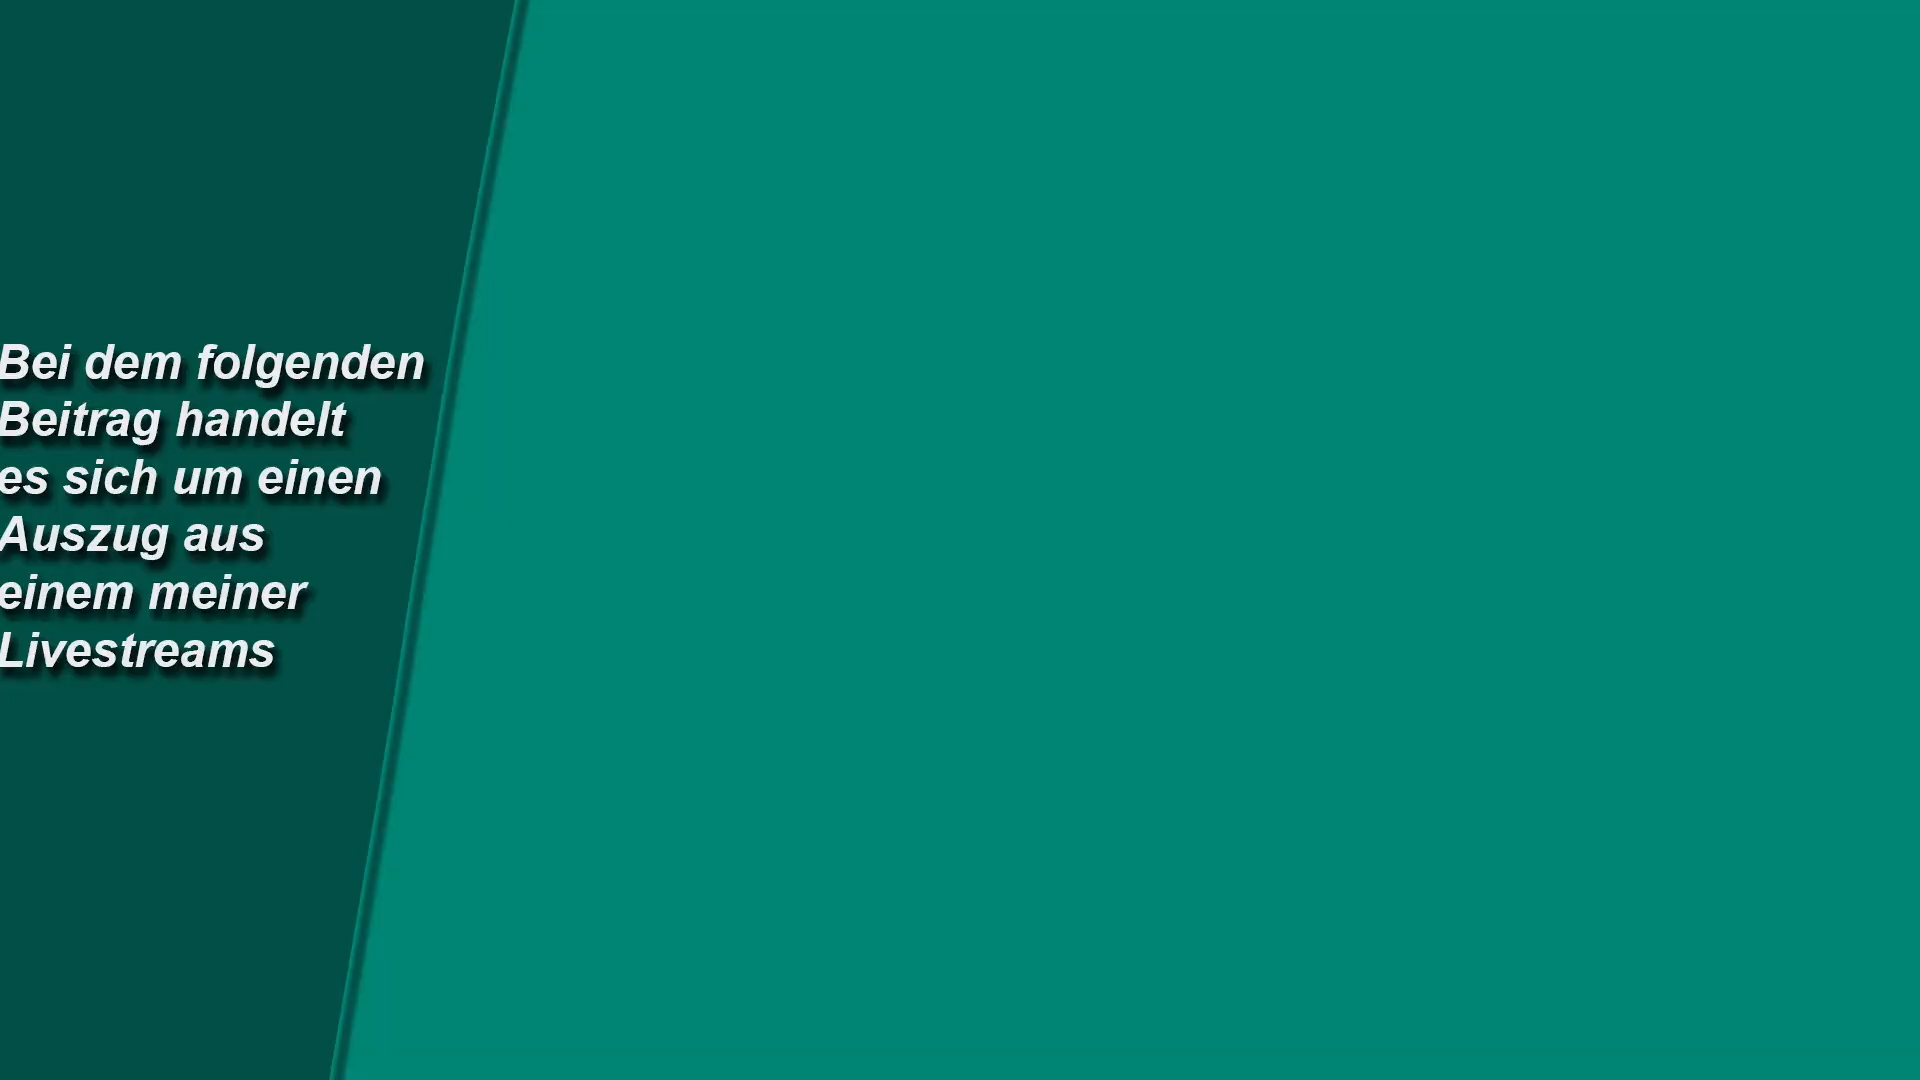 Bei dem folgenden
Beitrag handelt
es sich um einen
Auszug aus
einem meiner
Livestreams